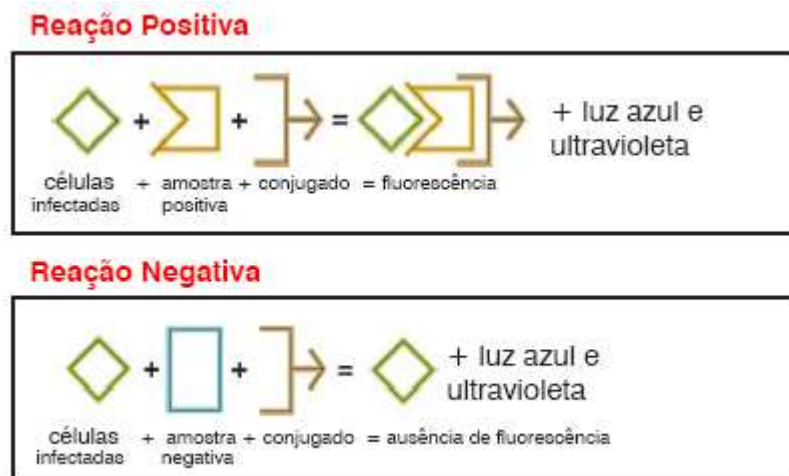 Reação Positiva
+ + = + luz azul e
ultravioleta
células + amostra + conjugado = fluorescência
infectadas positiva
Reação Negativa
+ + = + luz azul e
ultravioleta
células + amostra + conjugado = ausência de fluorescência
infectadas negativa